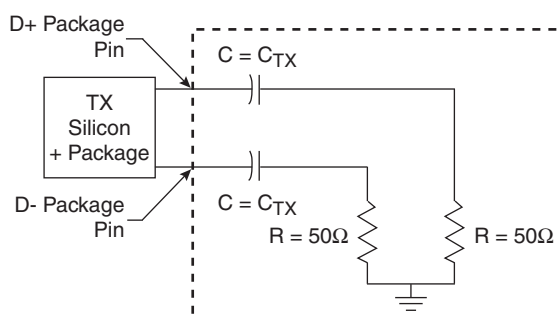 D+ Package
Pin
C = CTX
TX
Silicon
+ Package
D- Package
Pin
C = CTX
R = 50Ω
R = 50Ω